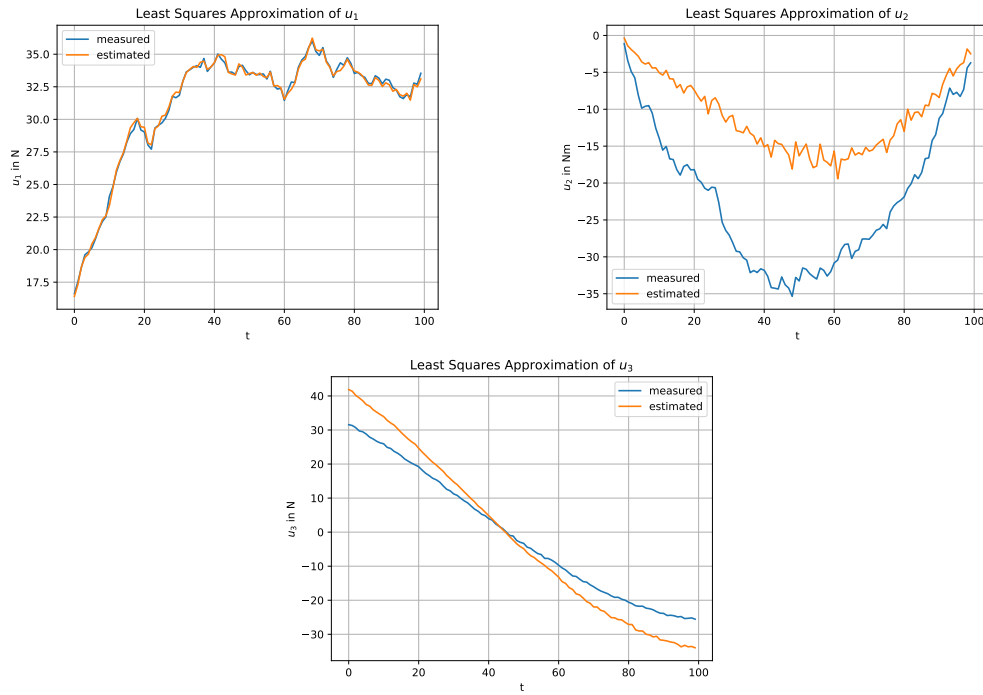 Least Squares Approximation of u₁
measured
estimated
35.0
32.5
30.0
27.5
25.0
22.5
20.0
17.5
u₁ in N
0 20 40 60 80 100
t
Least Squares Approximation of u₂
0
−5
−10
−15
−20
−25
−30
−35
u₂ in Nm
measured
estimated
0 20 40 60 80 100
t
Least Squares Approximation of u₃
measured
estimated
40
30
20
10
0
−10
−20
−30
u₃ in N
0 20 40 60 80 100
t